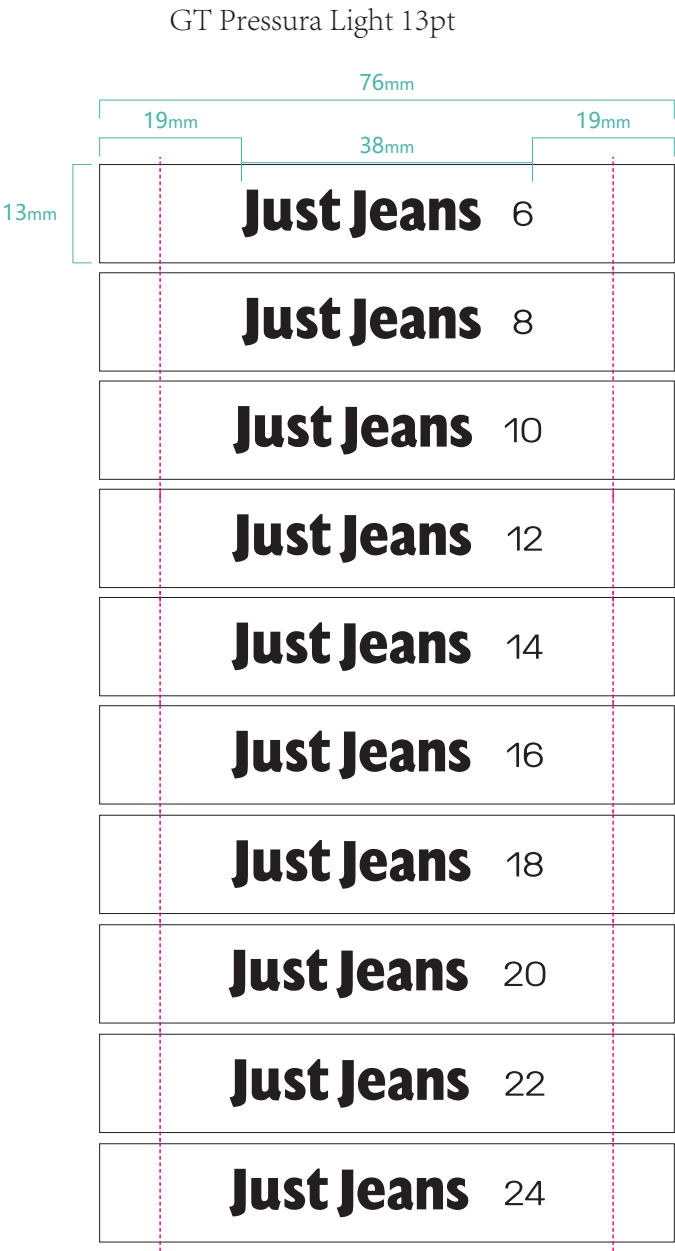 GT Pressura Light 13pt
76mm
19mm 19mm
38mm
13mm
Just Jeans 6
Just Jeans 8
Just Jeans 10
Just Jeans 12
Just Jeans 14
Just Jeans 16
Just Jeans 18
Just Jeans 20
Just Jeans 22
Just Jeans 24